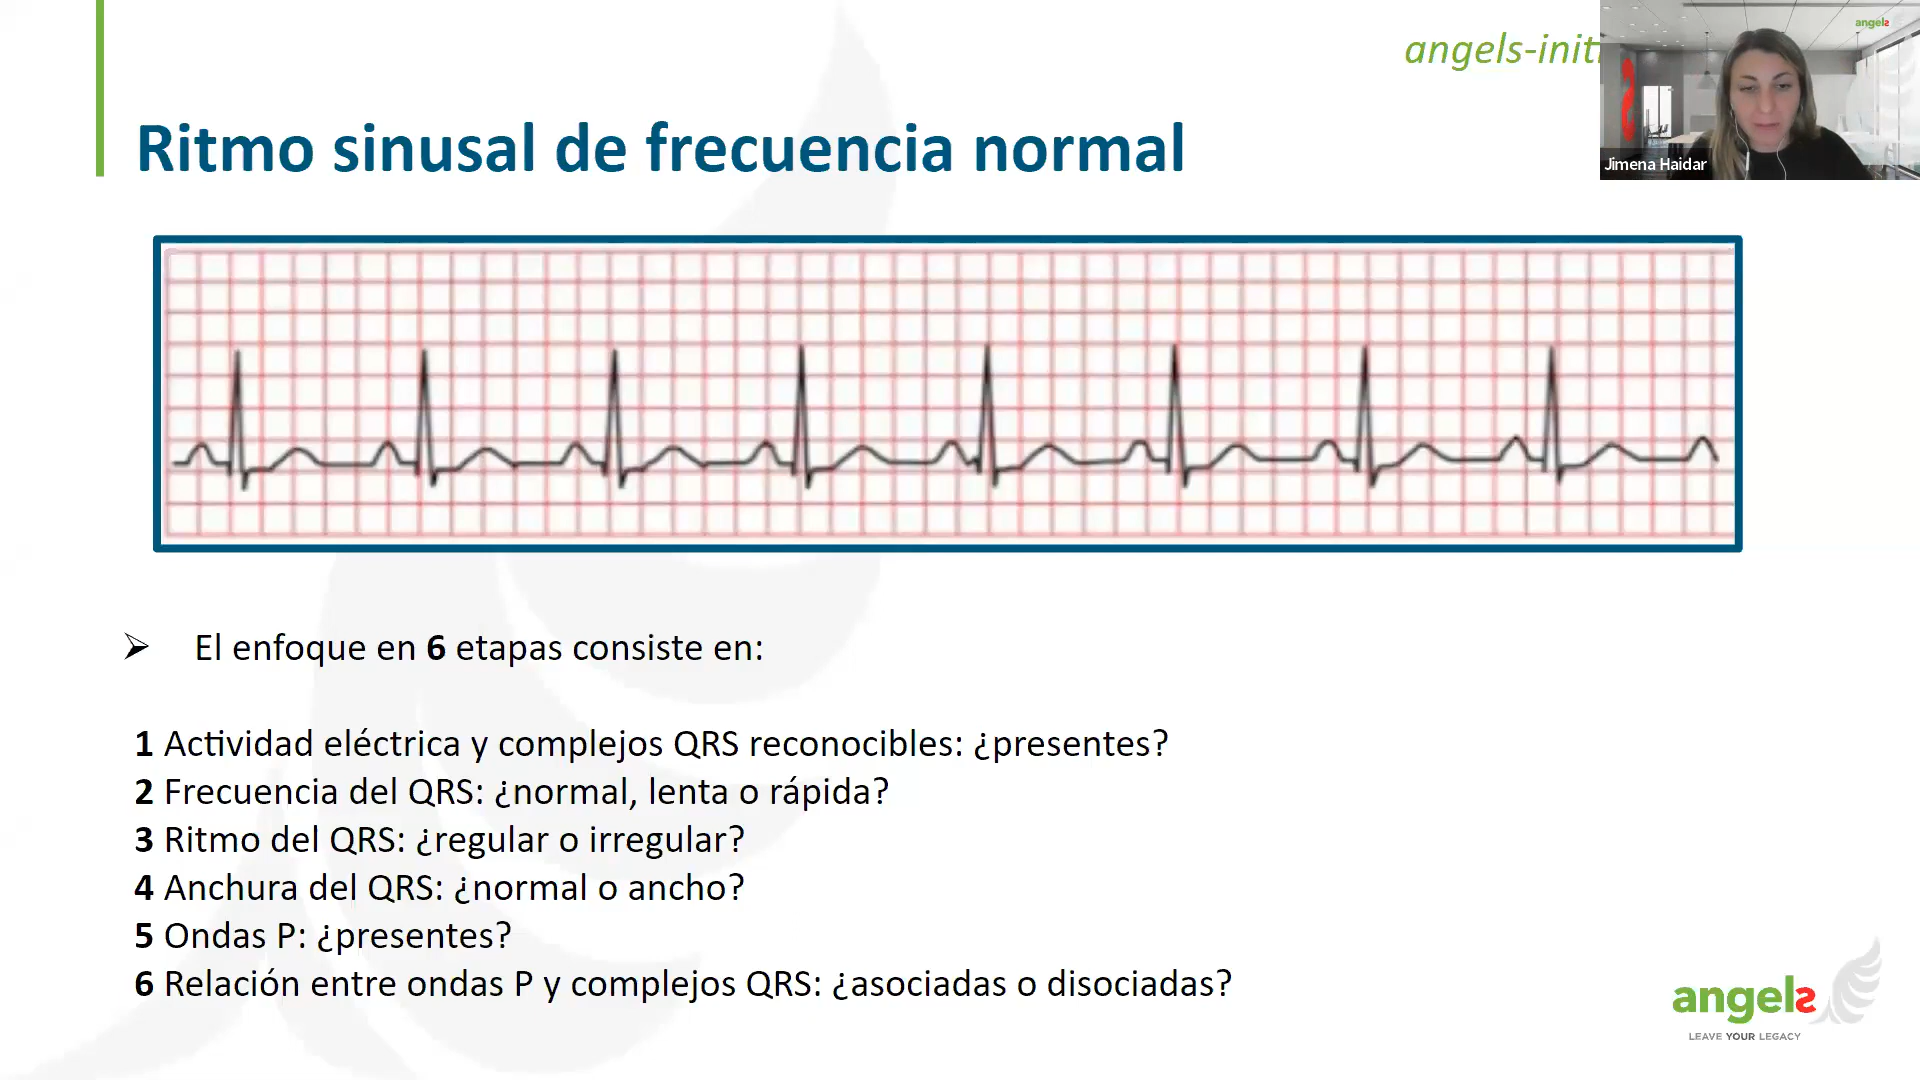 angels-initi
angels
Jimena Haidar
Ritmo sinusal de frecuencia normal
➢ El enfoque en 6 etapas consiste en:
1 Actividad eléctrica y complejos QRS reconocibles: ¿presentes?
2 Frecuencia del QRS: ¿normal, lenta o rápida?
3 Ritmo del QRS: ¿regular o irregular?
4 Anchura del QRS: ¿normal o ancho?
5 Ondas P: ¿presentes?
6 Relación entre ondas P y complejos QRS: ¿asociadas o disociadas?
angels
LEAVE YOUR LEGACY